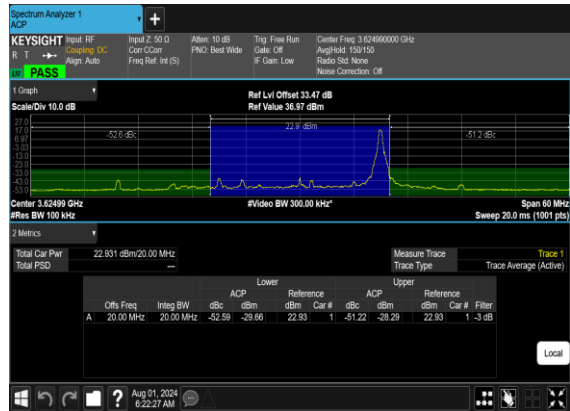 Spectrum Analyzer 1
ACP
KEYSIGHT
R T
PASS
Input: RF
Coupling: DC
Align: Auto
Input Z: 50 Ω
Corr CCorr
Freq Ref: Int (S)
Atten: 10 dB
PNO: Best Wide
Trig: Free Run
Gate: Off
IF Gain: Low
Center Freq: 3.624990000 GHz
Avg|Hold: 150/150
Radio Std: None
Noise Correction: Off
1 Graph
Scale/Div 10.0 dB
Ref Lvl Offset 33.47 dB
Ref Value 36.97 dBm
27.0
17.0
6.97
-3.03
-13.0
-23.0
-33.0
-43.0
-53.0
-52.6 dBc
22.9 dBm
-51.2 dBc
Center 3.62499 GHz
#Res BW 100 kHz
#Video BW 300.00 kHz*
Span 60 MHz
Sweep 20.0 ms (1001 pts)
2 Metrics
Total Car Pwr 22.931 dBm/20.00 MHz
Total PSD ---
Measure Trace Trace 1
Trace Type Trace Average (Active)
Lower Upper
ACP Reference ACP Reference
Offs Freq Integ BW dBc dBm dBm Car # dBc dBm dBm Car # Filter
A 20.00 MHz 20.00 MHz -52.59 -29.66 22.93 1 -51.22 -28.29 22.93 1 -3 dB
Local
?
Aug 01, 2024
6:22:27 AM